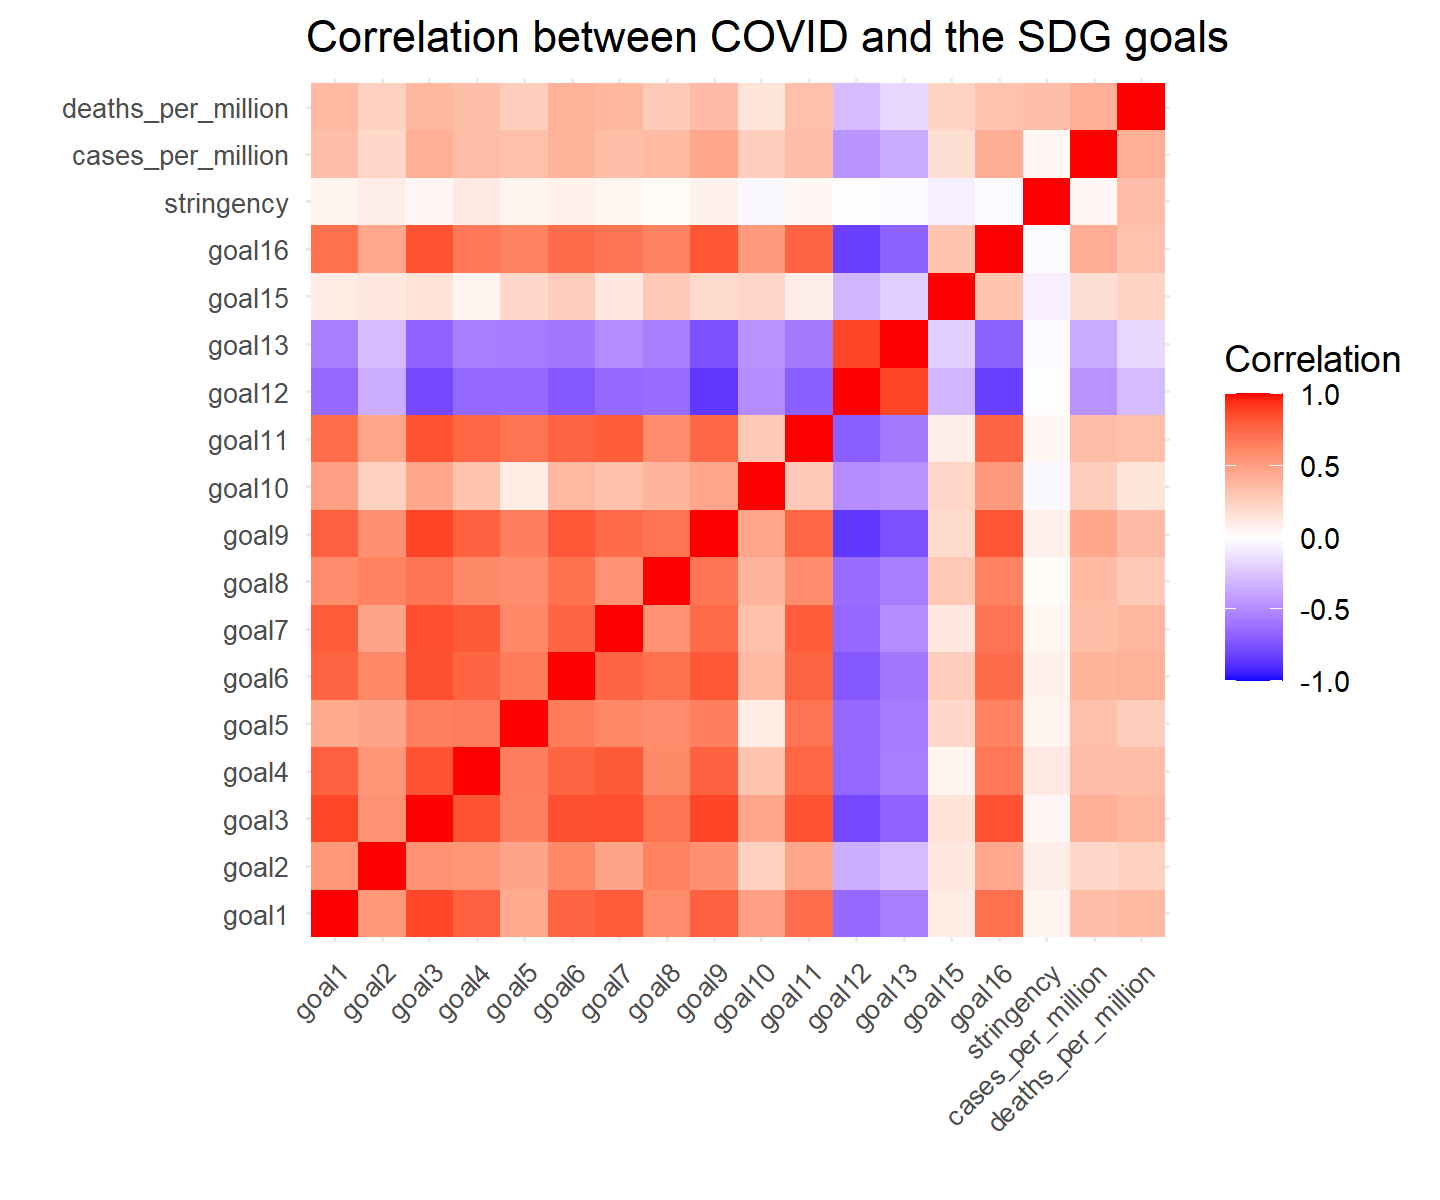 Correlation between COVID and the SDG goals
deaths_per_million
cases_per_million
stringency
goal16
goal15
goal13
goal12
goal11
goal10
goal9
goal8
goal7
goal6
goal5
goal4
goal3
goal2
goal1
goal1
goal2
goal3
goal4
goal5
goal6
goal7
goal8
goal9
goal10
goal11
goal12
goal13
goal15
goal16
stringency
cases_per_million
deaths_per_million
Correlation
1.0
0.5
0.0
-0.5
-1.0